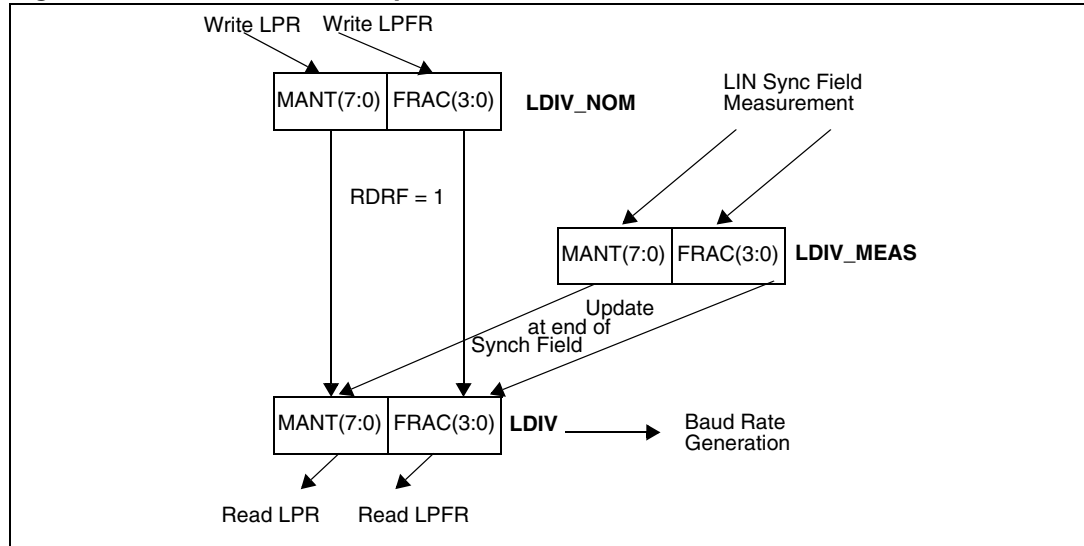 Write LPR Write LPFR
MANT(7:0) FRAC(3:0) LDIV_NOM
LIN Sync Field
Measurement
RDRF = 1
MANT(7:0) FRAC(3:0) LDIV_MEAS
Update
at end of
Synch Field
MANT(7:0) FRAC(3:0) LDIV
Baud Rate
Generation
Read LPR Read LPFR